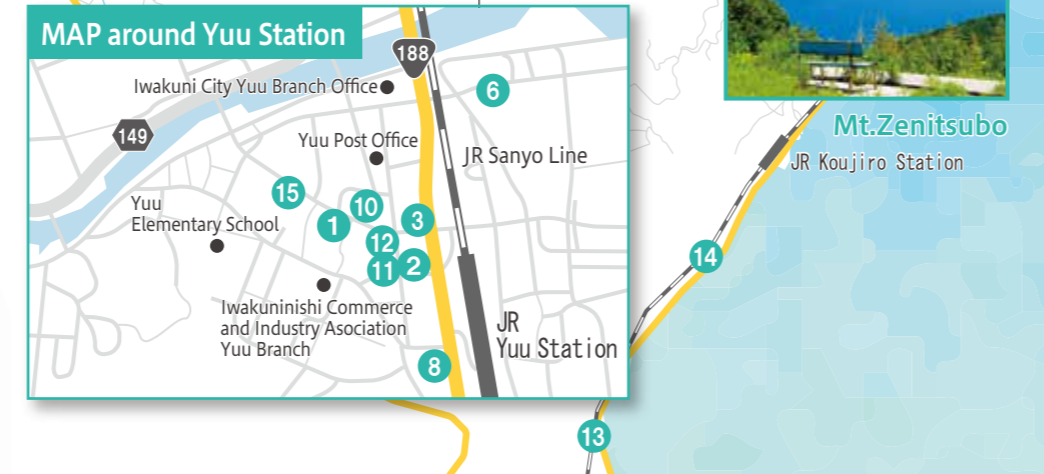 MAP around Yuu Station
188
Iwakuni City Yuu Branch Office
6
149
Yuu Post Office
JR Sanyo Line
15
10
Yuu
Elementary School
1
3
12
11
2
Iwakuninishi Commerce
and Industry Asociation
Yuu Branch
JR
Yuu Station
8
Mt.Zenitsubo
JR Koujiro Station
14
13